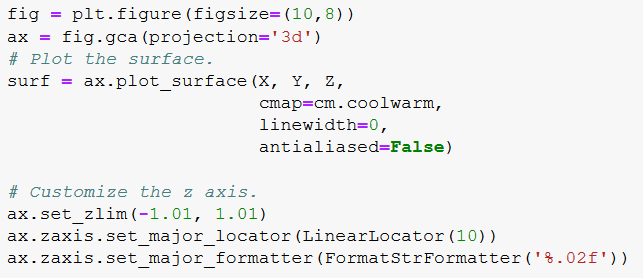 fig = plt.figure(figsize=(10,8))
ax = fig.gca(projection='3d')
# Plot the surface.
surf = ax.plot_surface(X, Y, Z,
                       cmap=cm.coolwarm,
                       linewidth=0,
                       antialiased=False)

# Customize the z axis.
ax.set_zlim(-1.01, 1.01)
ax.zaxis.set_major_locator(LinearLocator(10))
ax.zaxis.set_major_formatter(FormatStrFormatter('%.02f'))